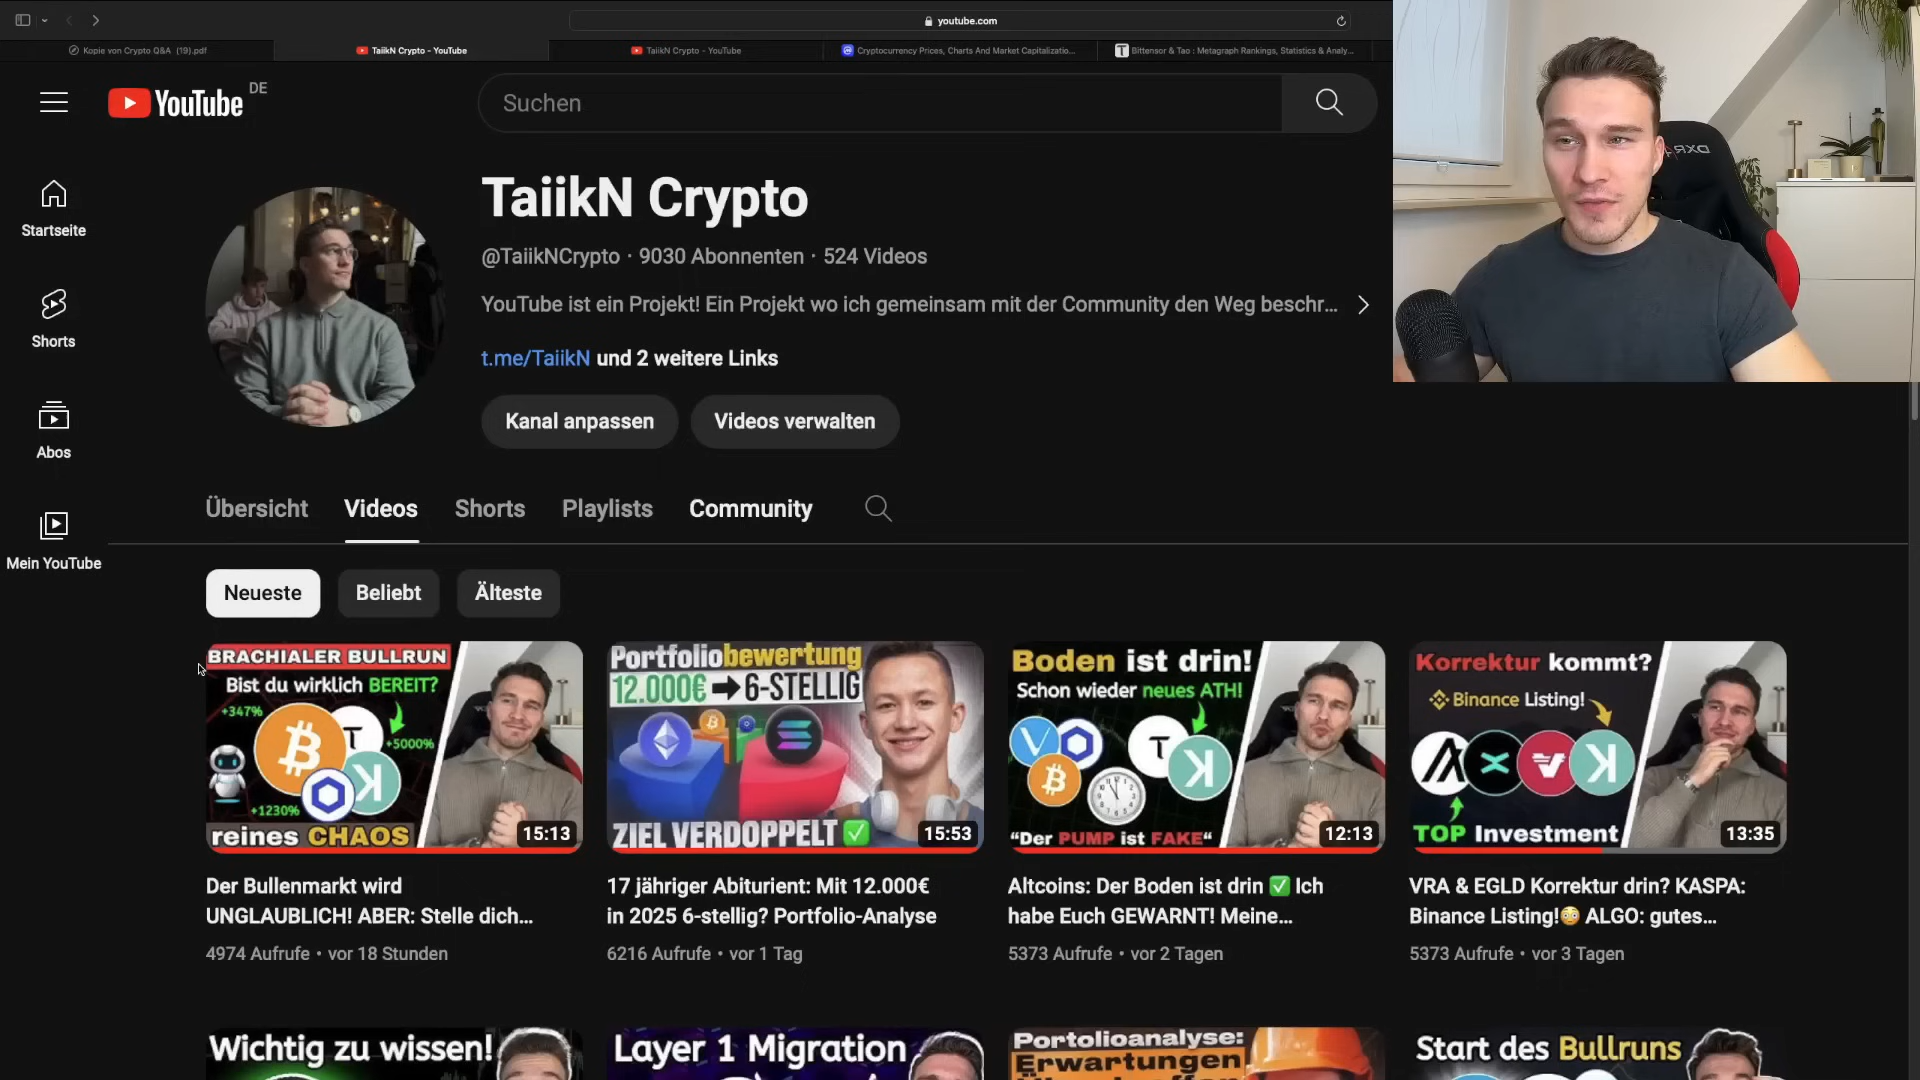 youtube.com
Kopie von Crypto Q&A (19).pdf
TaiikN Crypto - YouTube
TaiikN Crypto - YouTube
Cryptocurrency Prices, Charts And Market Capitalizatio...
Bittensor & Tao : Metagraph Rankings, Statistics & Analy...
YouTube DE
Suchen
Startseite
Shorts
Abos
Mein YouTube
TaiikN Crypto
@TaiikNCrypto · 9030 Abonnenten · 524 Videos
YouTube ist ein Projekt! Ein Projekt wo ich gemeinsam mit der Community den Weg beschr...
t.me/TaiikN und 2 weitere Links
Kanal anpassen
Videos verwalten
Übersicht
Videos
Shorts
Playlists
Community
Neueste
Beliebt
Älteste
BRACHIALER BULLRUN
Bist du wirklich BEREIT?
+347%
+5000%
+1230%
reines CHAOS
15:13
Der Bullenmarkt wird
UNGLAUBLICH! ABER: Stelle dich...
4974 Aufrufe • vor 18 Stunden
Portfoliobewertung
12.000€ ➡ 6-STELLIG
ZIEL VERDOPPELT ✅
15:53
17 jähriger Abiturient: Mit 12.000€
in 2025 6-stellig? Portfolio-Analyse
6216 Aufrufe • vor 1 Tag
Boden ist drin!
Schon wieder neues ATH!
“Der PUMP ist FAKE“
12:13
Altcoins: Der Boden ist drin ✅ Ich
habe Euch GEWARNT! Meine...
5373 Aufrufe • vor 2 Tagen
Korrektur kommt?
Binance Listing!
TOP Investment
13:35
VRA & EGLD Korrektur drin? KASPA:
Binance Listing!😳 ALGO: gutes...
5373 Aufrufe • vor 3 Tagen
Wichtig zu wissen!
Layer 1 Migration
Portolioanalyse:
Erwartungen
Start des Bullruns